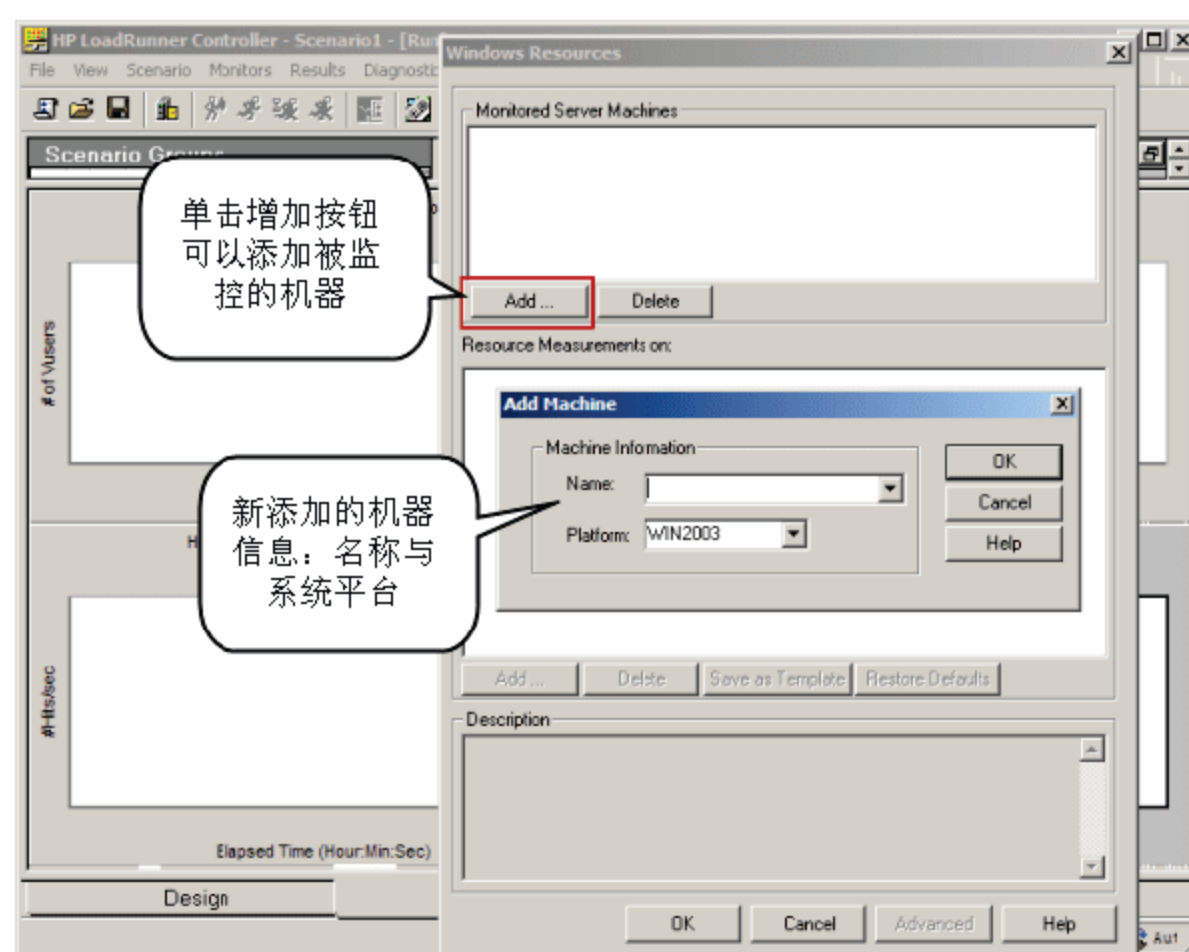 HP LoadRunner Controller - Scenario1 - [Run
File View Scenario Monitors Results Diagnostic
Scenario Groups
# of Vusers
#Hits/sec
Elapsed Time (Hour:Min:Sec)
Design
单击增加按钮
可以添加被监
控的机器
新添加的机器
信息：名称与
系统平台
Windows Resources
Monitored Server Machines
Add ... Delete
Resource Measurements on:
Add Machine
Machine Information
Name:
Platform: WIN2003
OK
Cancel
Help
Add ... Delete Save as Template Restore Defaults
Description
OK Cancel Advanced Help
Aut